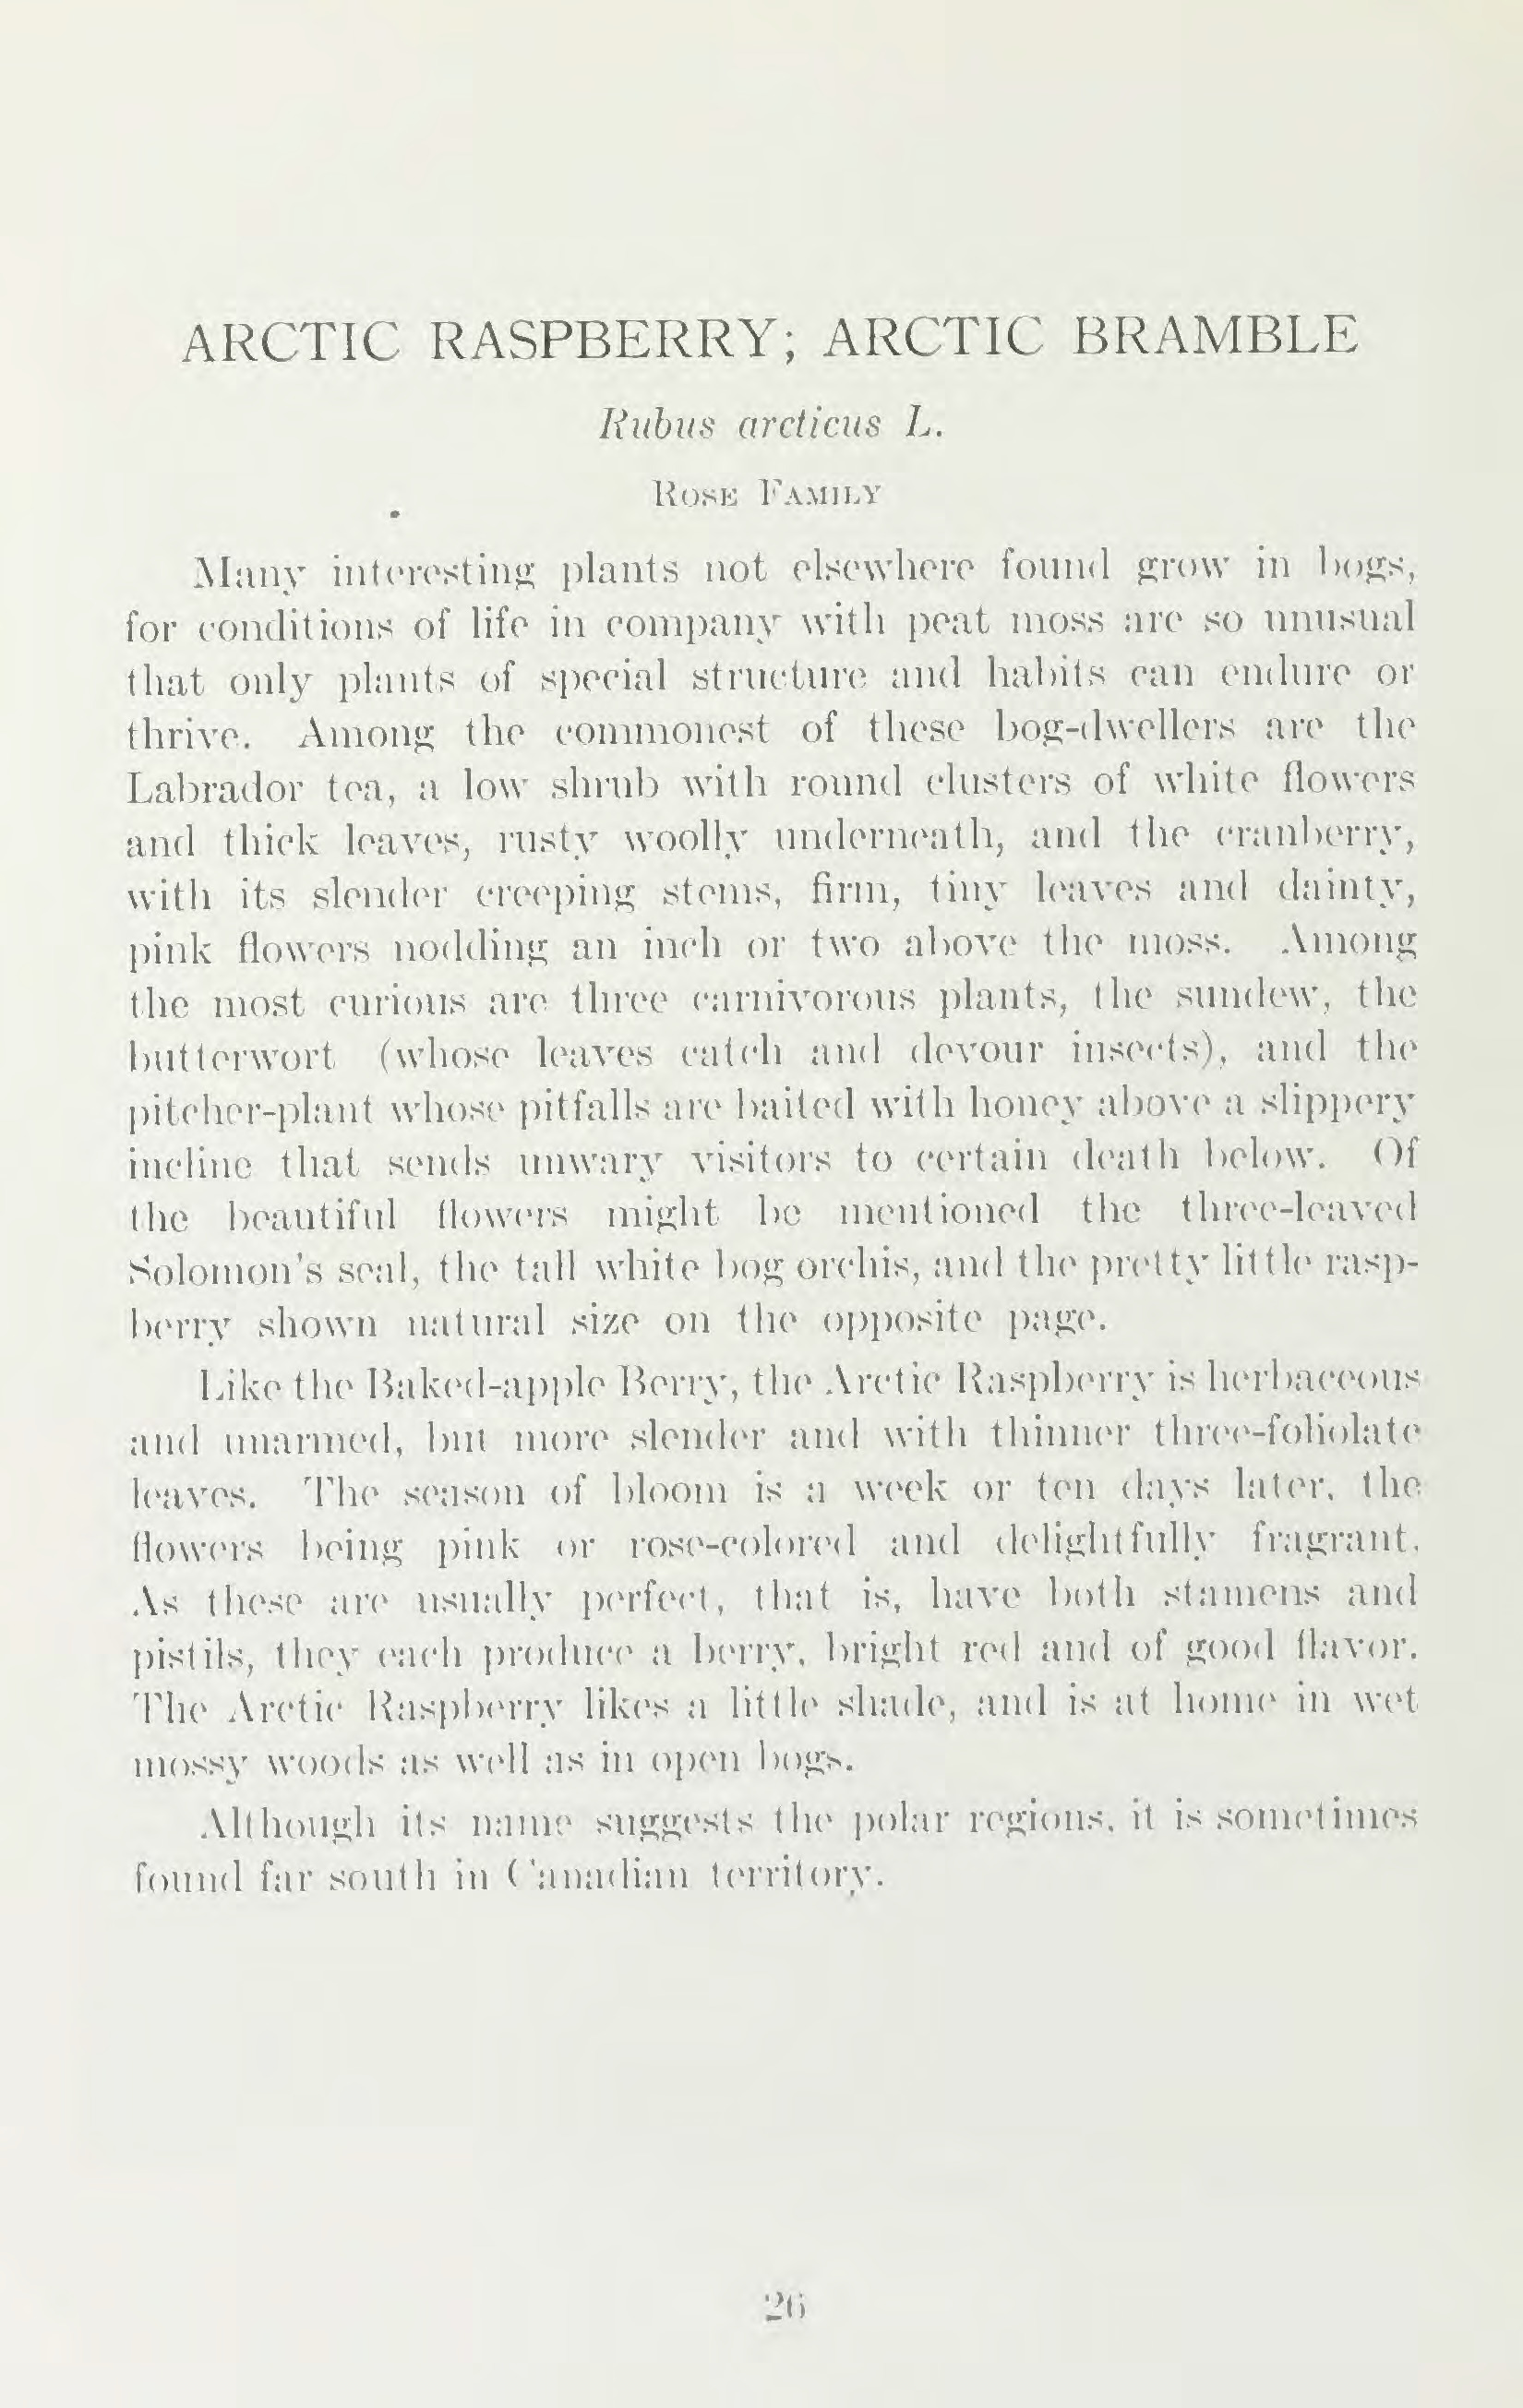 ARCTIC RASPBERRY; ARCTIC BRAMBLE
Rubus arcticus L.
Rose Family
Many interesting plants not elsewhere found grow in bogs,
for conditions of life in company with peat moss are so unusual
that only plants of special structure and habits can endure or
thrive. Among the commonest of these bog-dwellers are the
Labrador tea, a low shrub with round clusters of white flowers
and thick leaves, rusty woolly underneath, and the cranberry,
with its slender creeping stems, firm, tiny leaves and dainty,
pink flowers nodding an inch or two above the moss. Among
the most curious are three carnivorous plants, the sundew, the
butterwort (whose leaves catch and devour insects), and the
pitcher-plant whose pitfalls are baited with honey above a slippery
incline that sends unwary visitors to certain death below. Of
the beautiful flowers might be mentioned the three-leaved
Solomon's seal, the tall white bog orchis, and the pretty little rasp-
berry shown natural size on the opposite page.
Like the Baked-apple Berry, the Arctic Raspberry is herbaceous
and unarmed, but more slender and with thinner three-foliolate
leaves. The season of bloom is a week or ten days later, the
flowers being pink or rose-colored and delightfully fragrant.
As these are usually perfect, that is, have both stamens and
pistils, they each produce a berry, bright red and of good flavor.
The Arctic Raspberry likes a little shade, and is at home in wet
mossy woods as well as in open bogs.
Although its name suggests the polar regions, it is sometimes
found far south in Canadian territory.
26